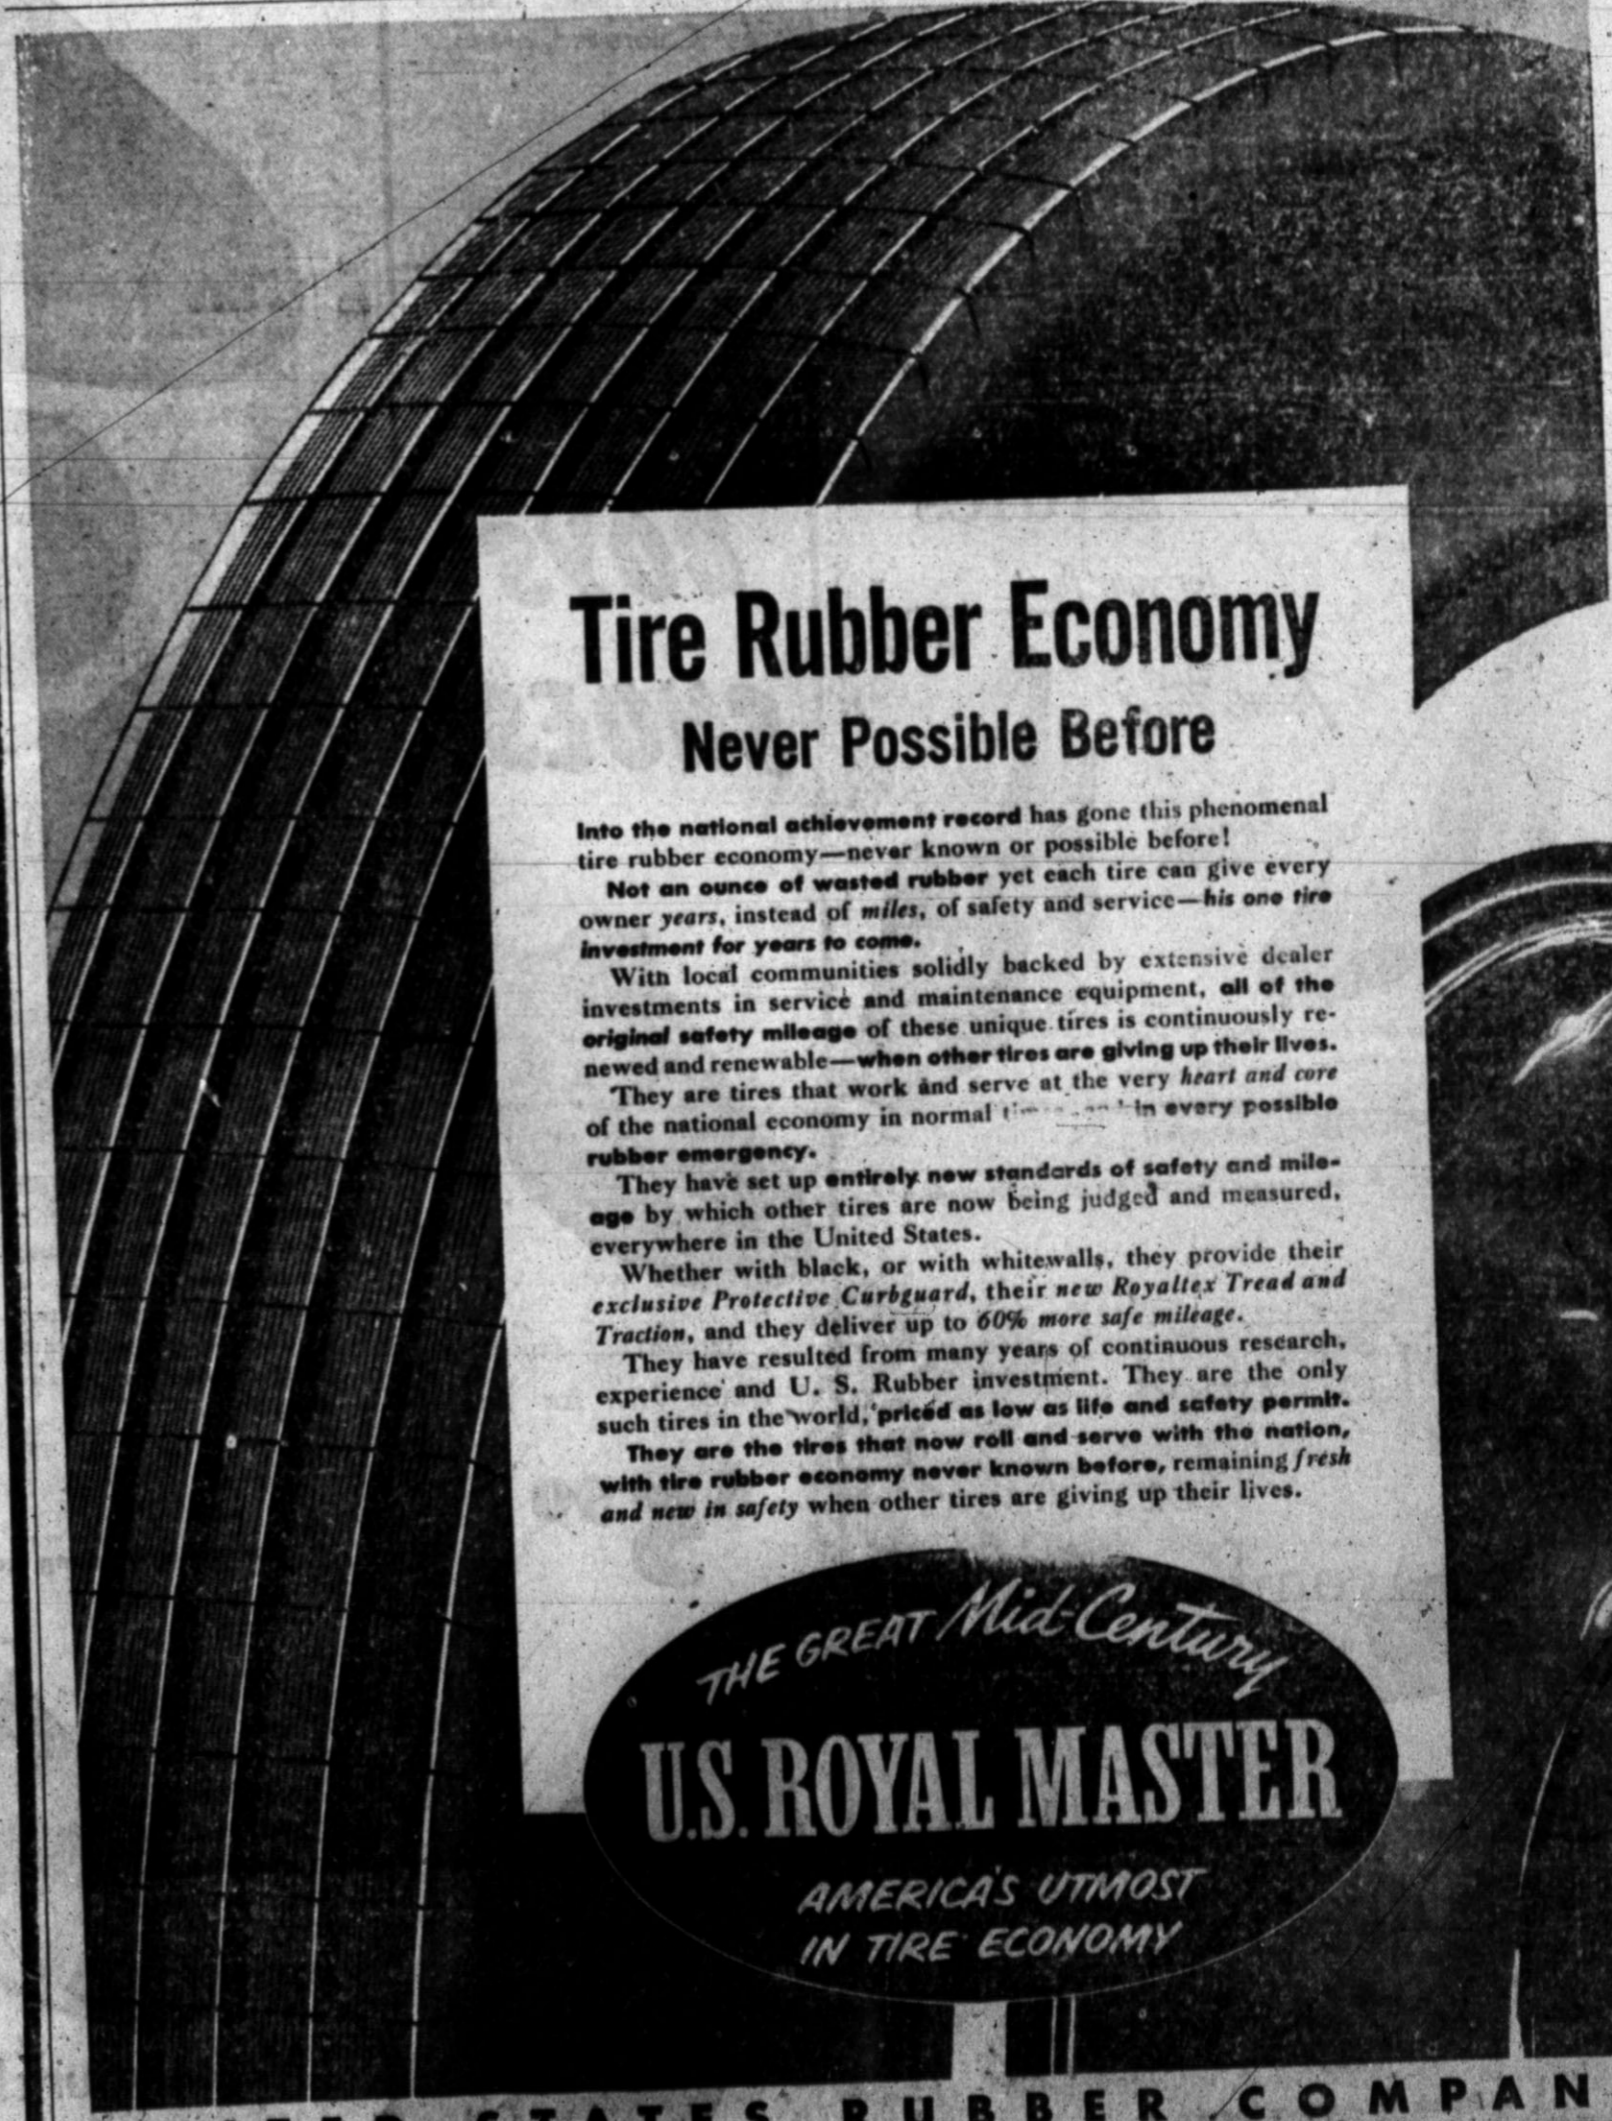 Tire Rubber Economy
Never Possible Before
Into the national achievement record has gone this phenomenal
tire rubber economy—never known or possible before!
Not an ounce of wasted rubber yet each tire can give every
owner years, instead of miles, of safety and service—his one tire
investment for years to come.
With local communities solidly backed by extensive dealer
investments in service and maintenance equipment, all of the
original safety mileage of these unique tires is continuously re-
newed and renewable—when other tires are giving up their lives.
They are tires that work and serve at the very heart and core
of the national economy in normal in every possible
rubber emergency.
They have set up entirely new standards of safety and mile-
age by which other tires are now being judged and measured,
everywhere in the United States.
Whether with black, or with whitewalls, they provide their
exclusive Protective Curbguard, their new Royaltex Tread and
Traction, and they deliver up to 60% more safe mileage.
They have resulted from many years of continuous research,
experience and U. S. Rubber investment. They are the only
such tires in the world, priced as low as life and safety permit.
They are the tires that now roll and serve with the nation,
with tire rubber economy never known before, remaining fresh
and new in safety when other tires are giving up their lives.
THE GREAT Mid-Century
U.S. ROYAL MASTER
AMERICA'S UTMOST
IN TIRE ECONOMY
STATES RUBBER COMPAN